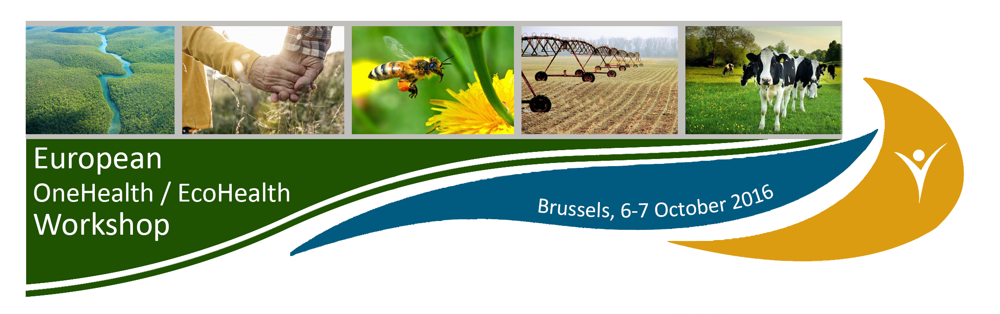 European
OneHealth / EcoHealth
Workshop
Brussels, 6-7 October 2016